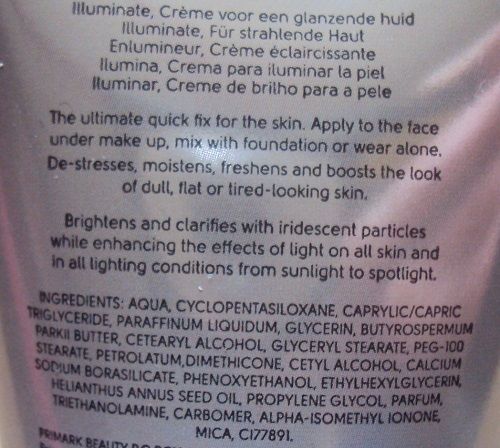 Illuminate, Crème voor een glanzende huid
Illuminate, Für strahlende Haut
Enlumineur, Crème éclaircissante
Ilumina, Crema para iluminar la piel
Iluminar, Creme de brilho para a pele
The ultimate quick fix for the skin. Apply to the face
under make up, mix with foundation or wear alone.
De-stresses, moistens, freshens and boosts the look
of dull, flat or tired-looking skin.
Brightens and clarifies with iridescent particles
while enhancing the effects of light on all skin and
in all lighting conditions from sunlight to spotlight.
INGREDIENTS: AQUA, CYCLOPENTASILOXANE, CAPRYLIC/CAPRIC
TRIGLYCERIDE, PARAFFINUM LIQUIDUM, GLYCERIN, BUTYROSPERMUM
PARKII BUTTER, CETEARYL ALCOHOL, GLYCERYL STEARATE, PEG-100
STEARATE, PETROLATUM,DIMETHICONE, CETYL ALCOHOL, CALCIUM
SODIUM BORASILICATE, PHENOXYETHANOL, ETHYLHEXYLGLYCERIN,
HELIANTHUS ANNUS SEED OIL, PROPYLENE GLYCOL, PARFUM,
TRIETHANOLAMINE, CARBOMER, ALPHA-ISOMETHYL IONONE,
MICA, CI77891.
PRIMARK BEAUTY P.O